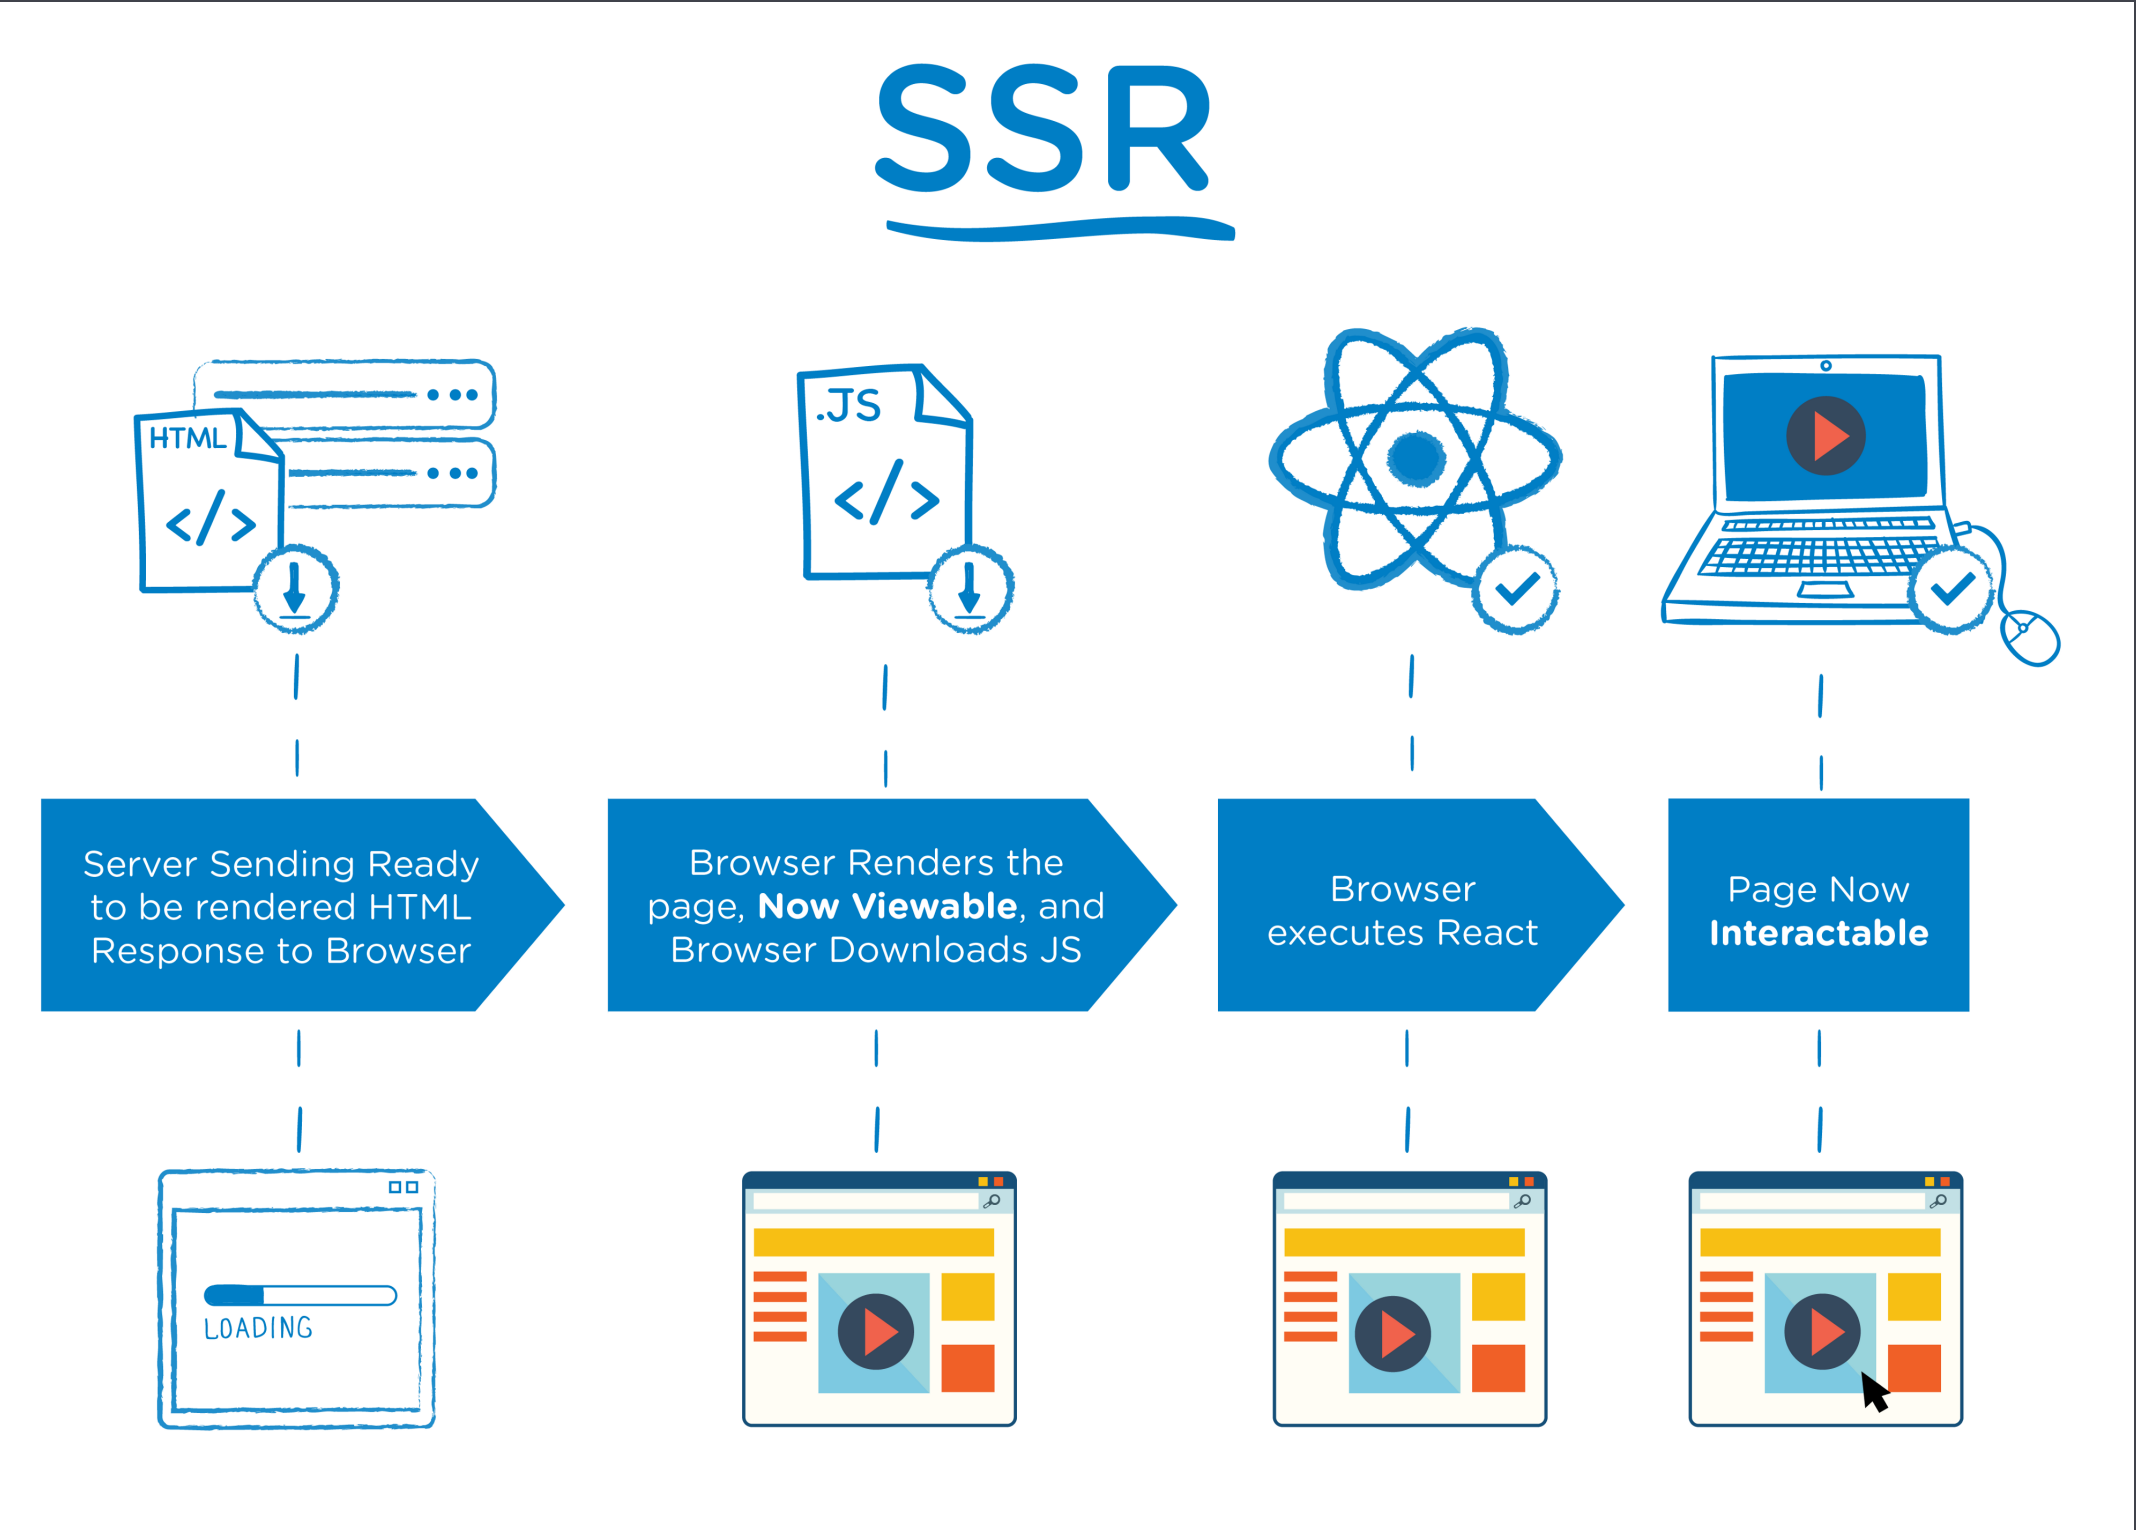 SSR
HTML
</>
.JS
</>
Server Sending Ready
to be rendered HTML
Response to Browser
Browser Renders the
page, Now Viewable, and
Browser Downloads JS
Browser
executes React
Page Now
Interactable
LOADING